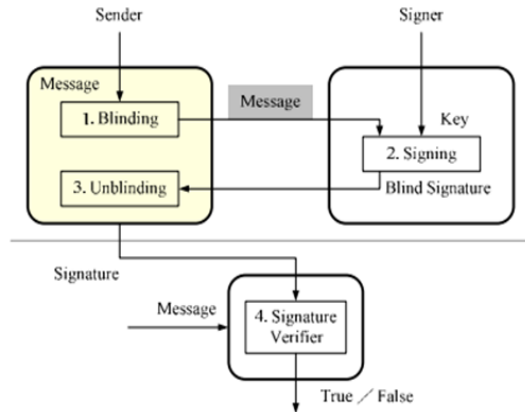 Sender
Signer
Message
1. Blinding
Message
Key
2. Signing
3. Unblinding
Blind Signature
Signature
Message
4. Signature
Verifier
True / False